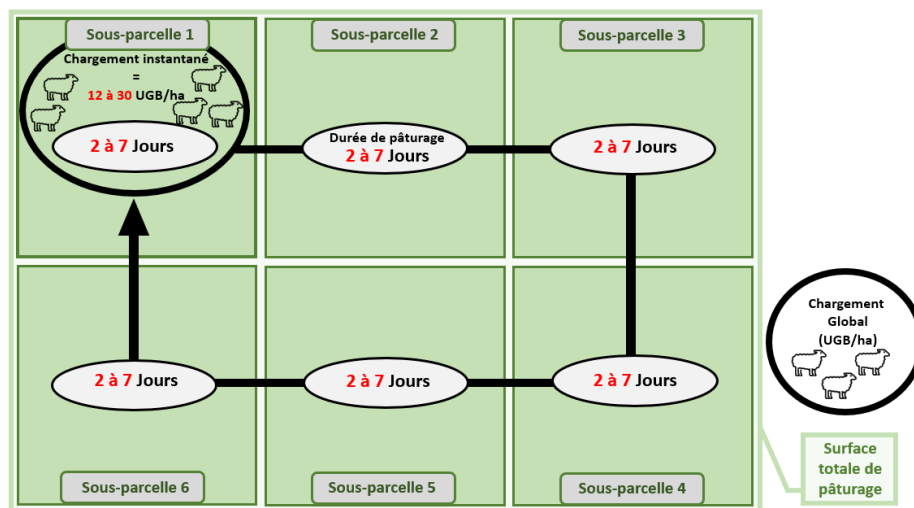 Sous-parcelle 1
Sous-parcelle 2
Sous-parcelle 3
Chargement instantané
=
12 à 30 UGB/ha
2 à 7 Jours
Durée de pâturage
2 à 7 Jours
2 à 7 Jours
Chargement
Global
(UGB/ha)
2 à 7 Jours
2 à 7 Jours
2 à 7 Jours
Sous-parcelle 6
Sous-parcelle 5
Sous-parcelle 4
Surface
totale de
pâturage